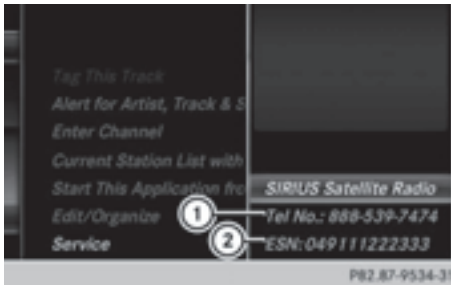 Tag This Track
Alert for Artist, Track & S
Enter Channel
Current Station List with
Start This Application fro
Edit/Organize
Service
SIRIUS Satellite Radio
1
Tel No.: 888-539-7474
2
ESN: 049111222333
P82.87-9534-31